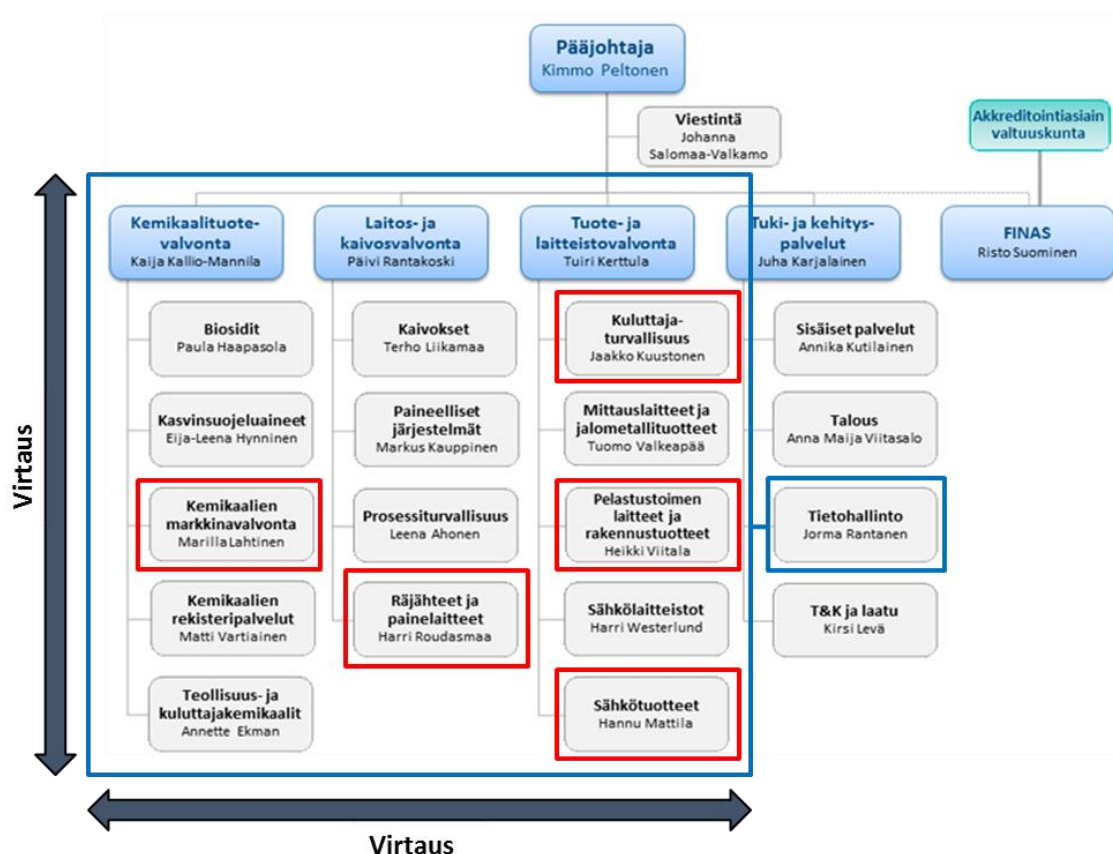 Pääjohtaja
Kimmo Peltonen
Viestintä
Johanna
Salomaa-Valkamo
Akkreditointiasiain
valtuuskunta
Kemikaalituote-
valvonta
Kaija Kallio-Mannila
Laitos- ja
kaivosvalvonta
Päivi Rantakoski
Tuote- ja
laitteistovalvonta
Tuiri Kerttula
Tuki- ja kehitys-
palvelut
Juha Karjalainen
FINAS
Risto Suominen
Biosidit
Paula Haapasola
Kasvinsuojeluaineet
Eija-Leena Hynninen
Kemikaalien
markkinavalvonta
Marilla Lahtinen
Kemikaalien
rekisteripalvelut
Matti Vartiainen
Teollisuus- ja
kuluttajakemikaalit
Annette Ekman
Kaivokset
Terho Liikamaa
Paineelliset
järjestelmät
Markus Kauppinen
Prosessiturvallisuus
Leena Ahonen
Räjähteet ja
painelaitteet
Harri Roudasmaa
Kuluttaja-
turvallisuus
Jaakko Kuustonen
Mittauslaitteet ja
jalometallituotteet
Tuomo Valkeapää
Pelastustoimen
laitteet ja
rakennustuotteet
Heikki Viitala
Sähkölaitteistot
Harri Westerlund
Sähkötuotteet
Hannu Mattila
Sisäiset palvelut
Annika Kutilainen
Talous
Anna Maija Viitasalo
Tietohallinto
Jorma Rantanen
T&K ja laatu
Kirsi Levä
Virtaus
Virtaus